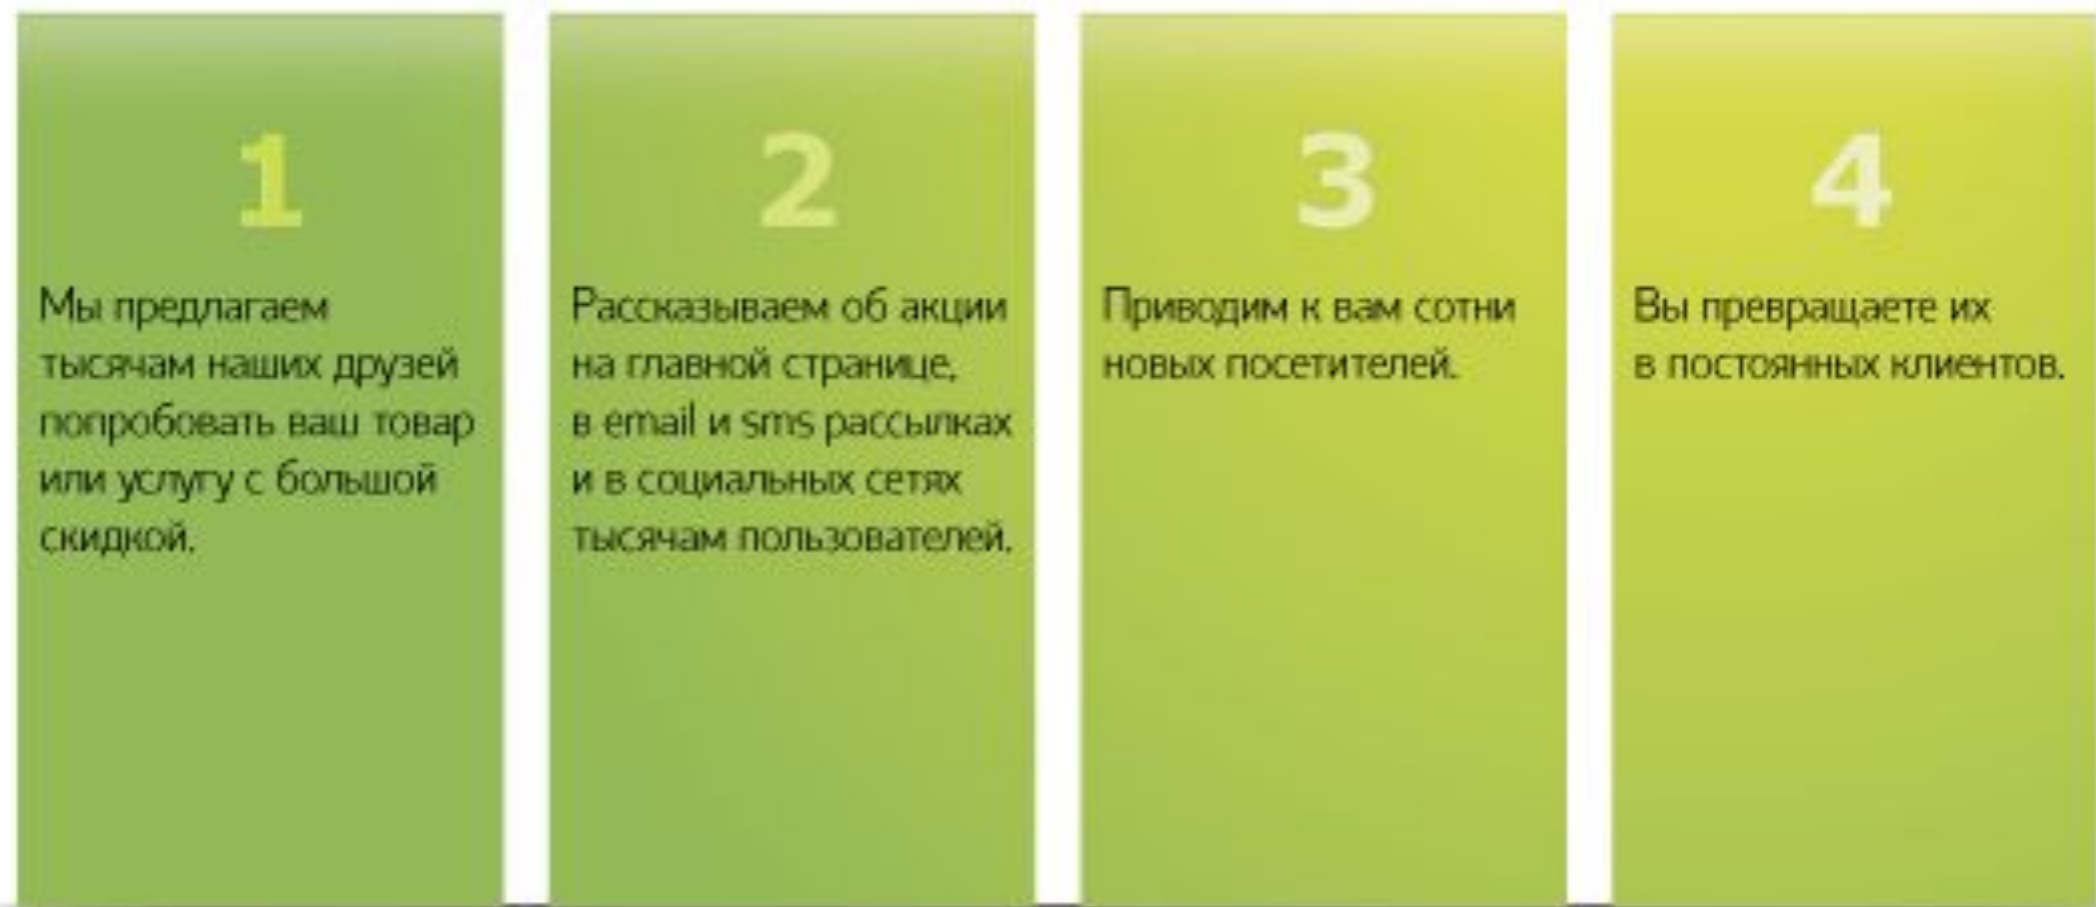 1
Мы предлагаем
тысячам наших друзей
попробовать ваш товар
или услугу с большой
скидкой.
2
Рассказываем об акции
на главной странице,
в email и sms рассылках
и в социальных сетях
тысячам пользователей.
3
Приводим к вам сотни
новых посетителей.
4
Вы превращаете их
в постоянных клиентов.